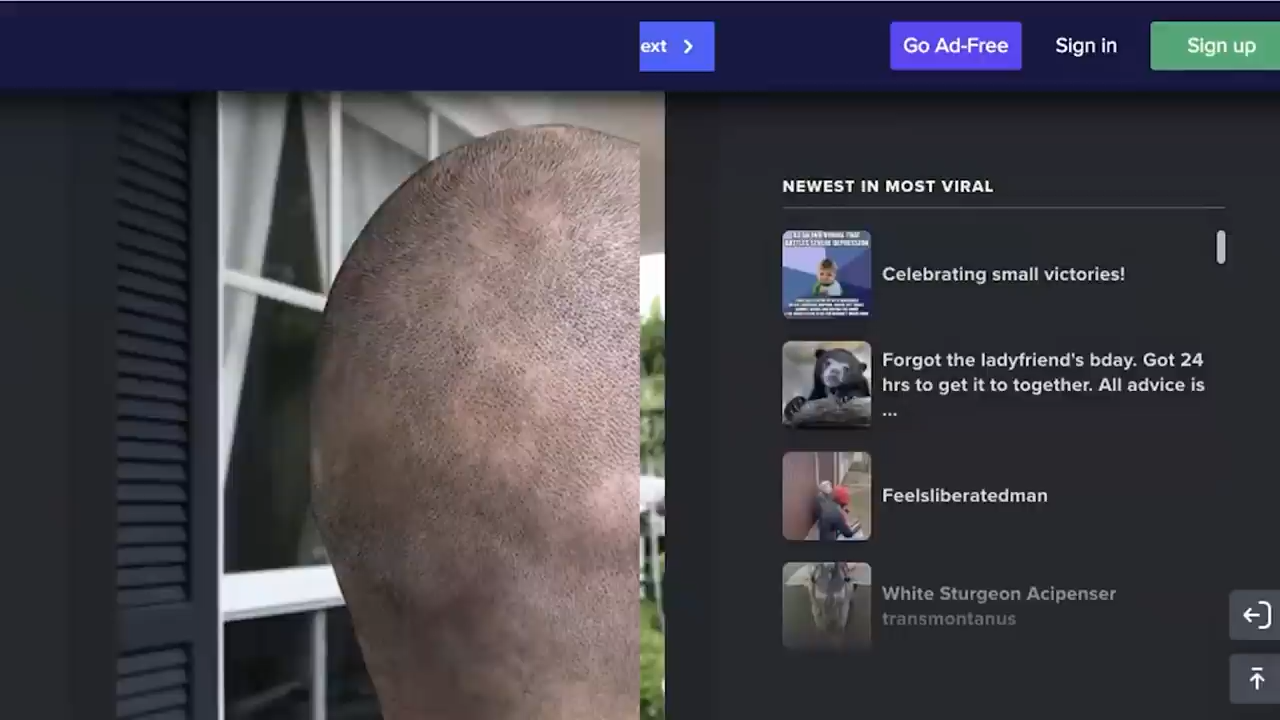 ext
Go Ad-Free
Sign in
Sign up
NEWEST IN MOST VIRAL
Celebrating small victories!
Forgot the ladyfriend's bday. Got 24
hrs to get it to together. All advice is
...
Feelsliberatedman
White Sturgeon Acipenser
transmontanus